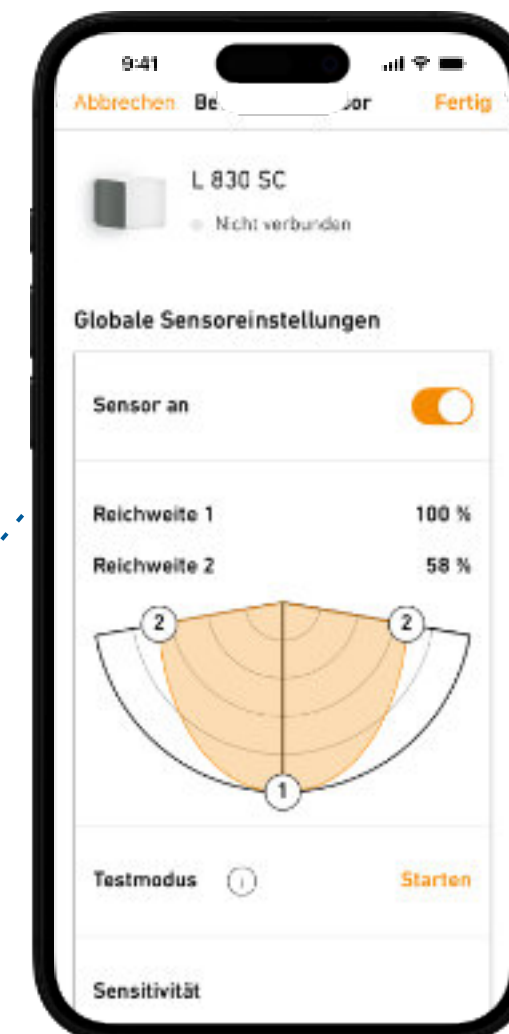 9:41
Abbrechen Fertig
L 830 SC
Nicht verbunden
Globale Sensoreinstellungen
Sensor an
Reichweite 1 100 %
Reichweite 2 58 %
2 2
1
Testmodus i Starten
Sensitivität